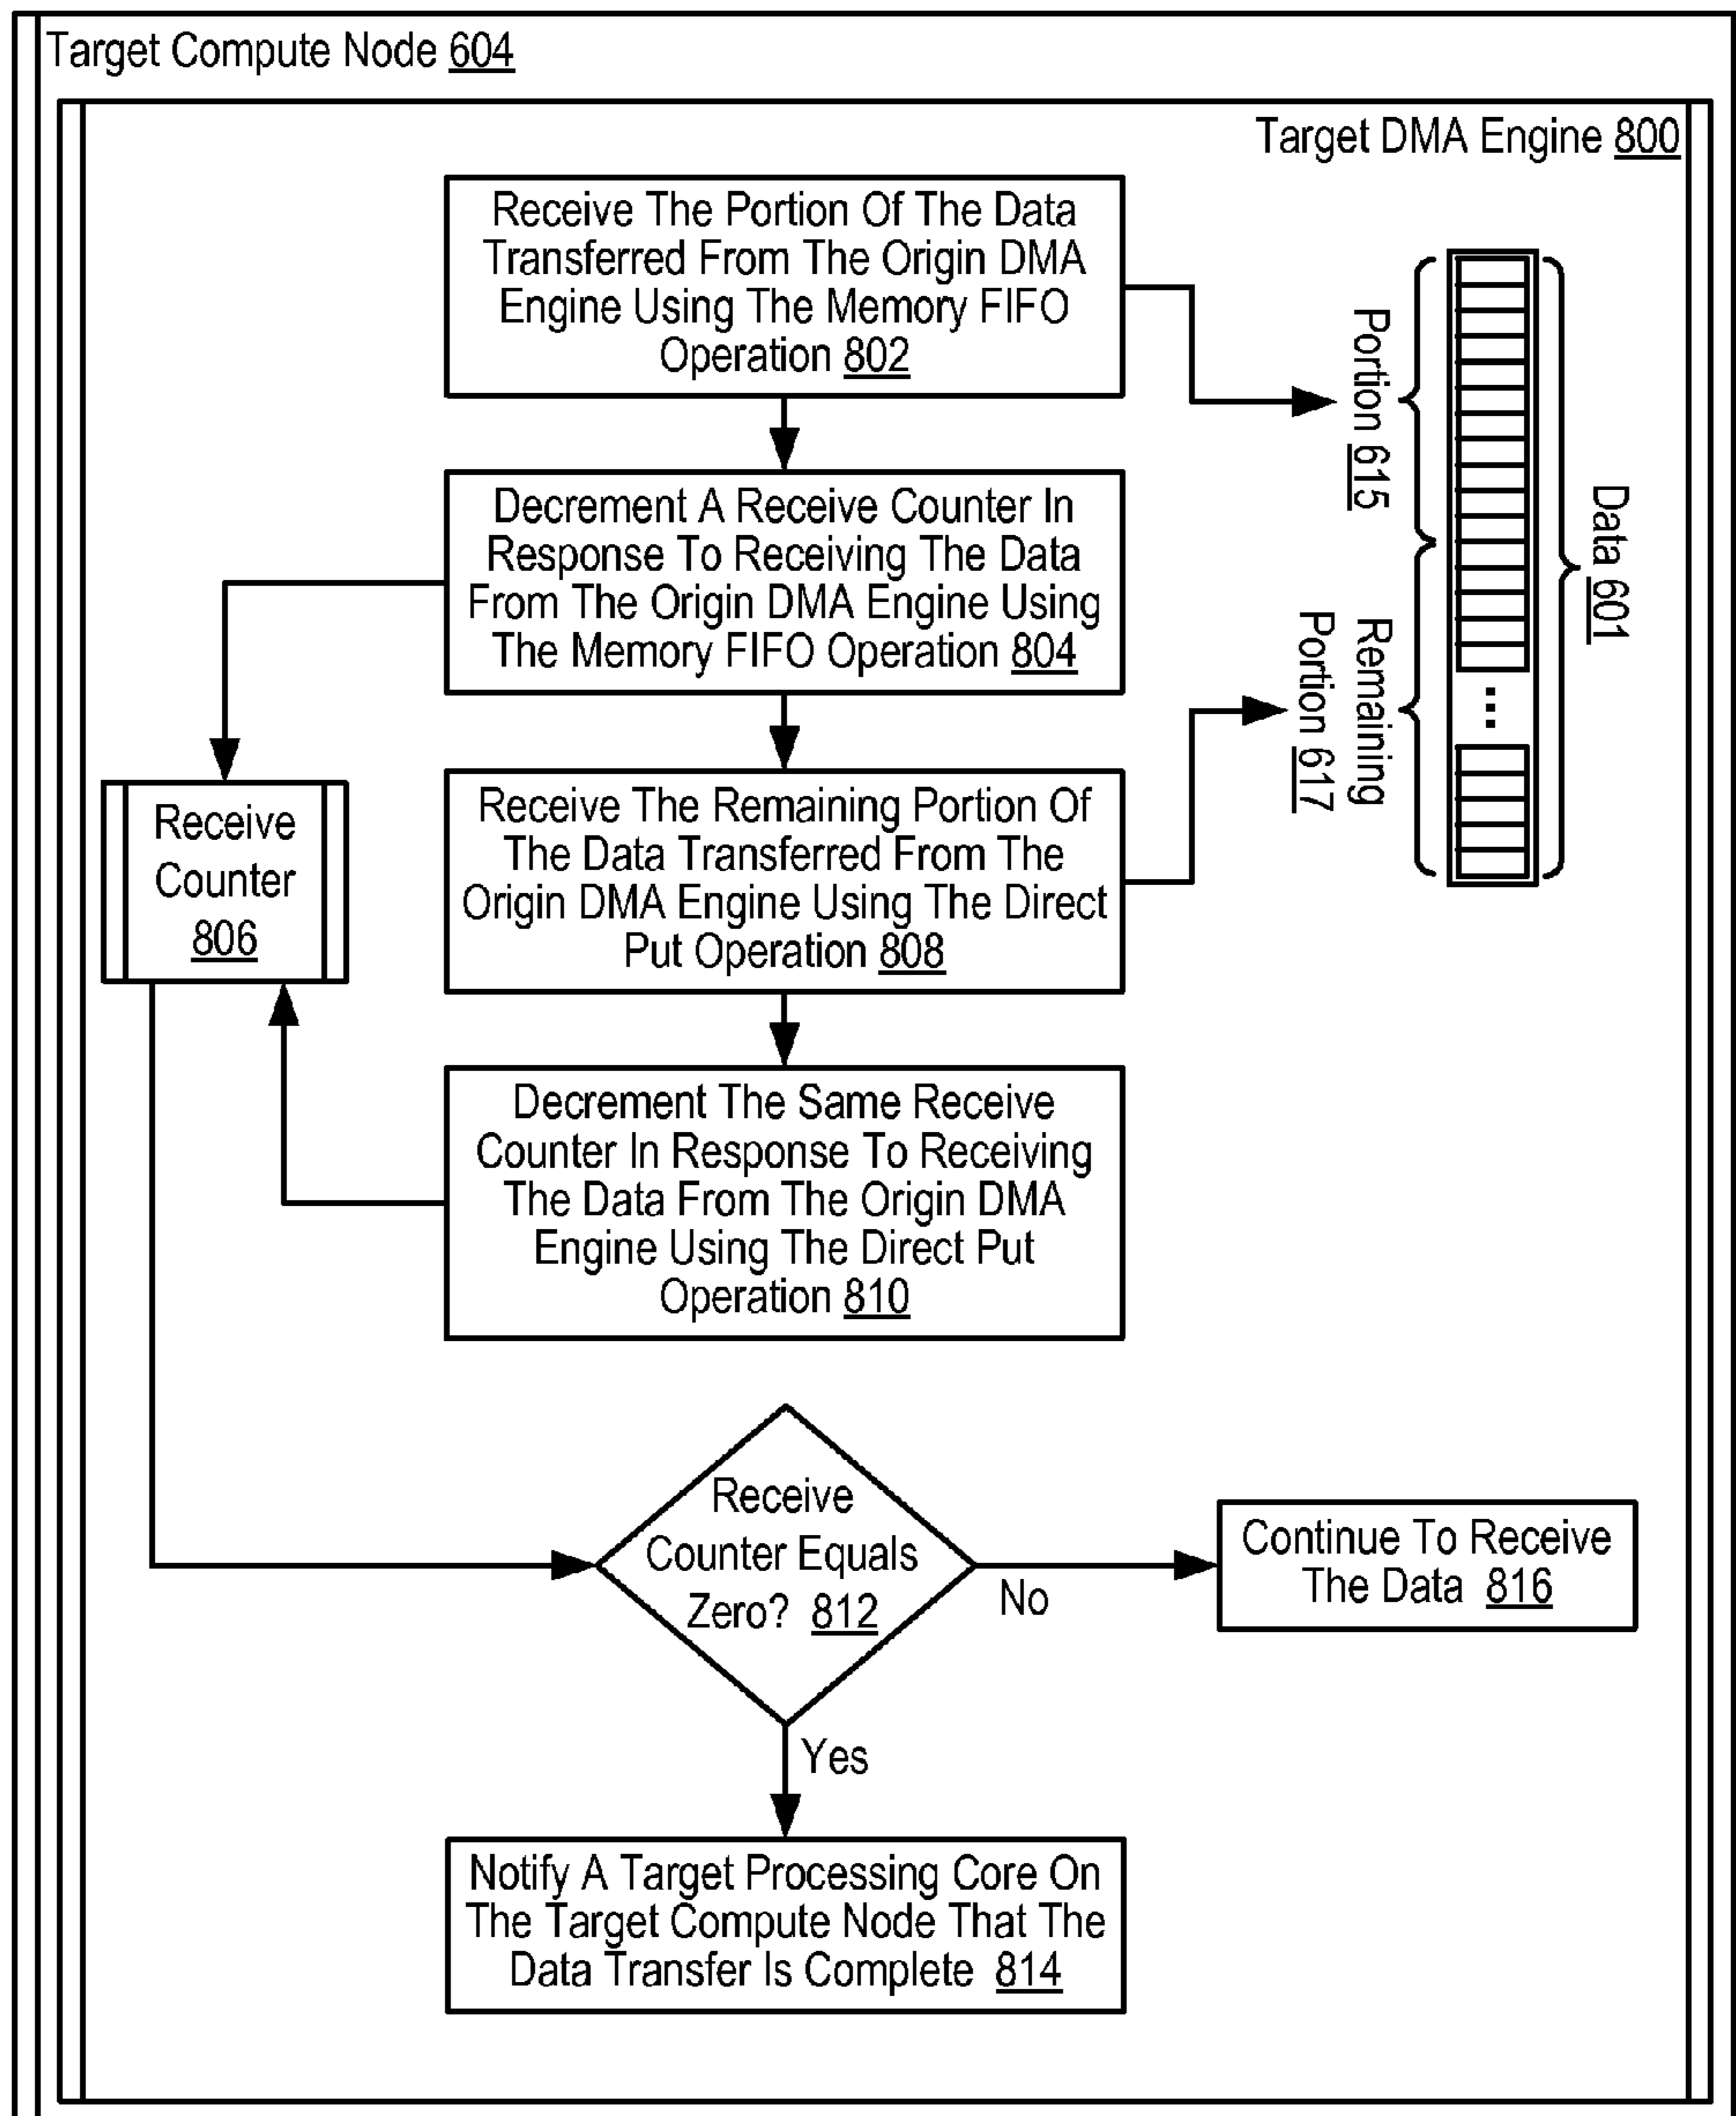 Target Compute Node 604
Target DMA Engine 800
Receive The Portion Of The Data
Transferred From The Origin DMA
Engine Using The Memory FIFO
Operation 802
Portion 615
Data 601
Decrement A Receive Counter In
Response To Receiving The Data
From The Origin DMA Engine Using
The Memory FIFO Operation 804
Remaining
Portion 617
...
Receive
Counter
806
Receive The Remaining Portion Of
The Data Transferred From The
Origin DMA Engine Using The Direct
Put Operation 808
Decrement The Same Receive
Counter In Response To Receiving
The Data From The Origin DMA
Engine Using The Direct Put
Operation 810
Receive
Counter Equals
Zero? 812
No
Continue To Receive
The Data 816
Yes
Notify A Target Processing Core On
The Target Compute Node That The
Data Transfer Is Complete 814